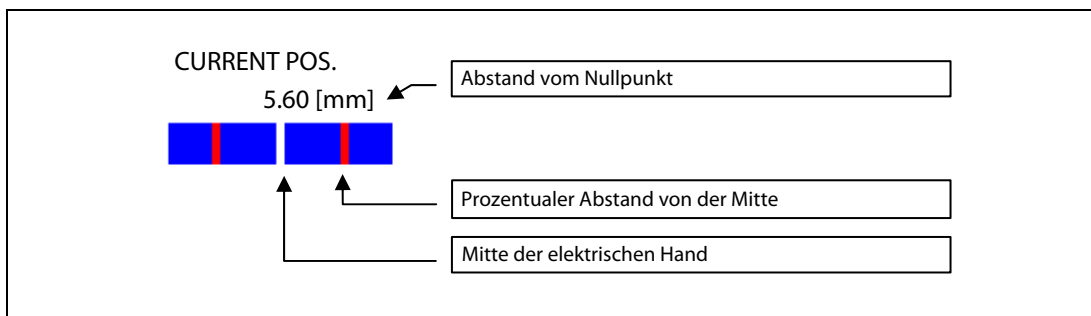 CURRENT POS.
5.60 [mm]
Abstand vom Nullpunkt
Prozentualer Abstand von der Mitte
Mitte der elektrischen Hand